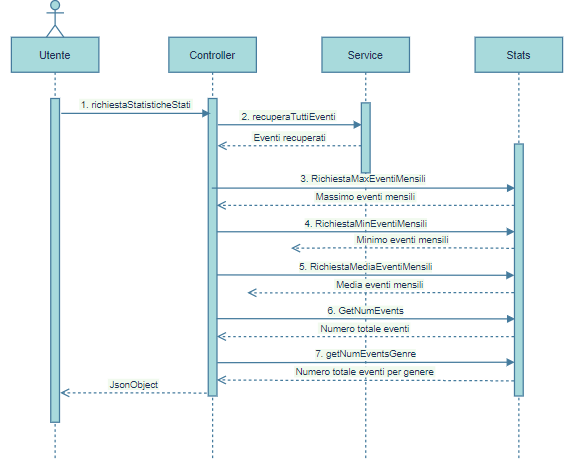 Utente
Controller
Service
Stats
1. richiestaStatisticheStati
2. recuperaTuttiEventi
Eventi recuperati
3. RichiestaMaxEventiMensili
Massimo eventi mensili
4. RichiestaMinEventiMensili
Minimo eventi mensili
5. RichiestaMediaEventiMensili
Media eventi mensili
6. GetNumEvents
Numero totale eventi
7. getNumEventsGenre
Numero totale eventi per genere
JsonObject